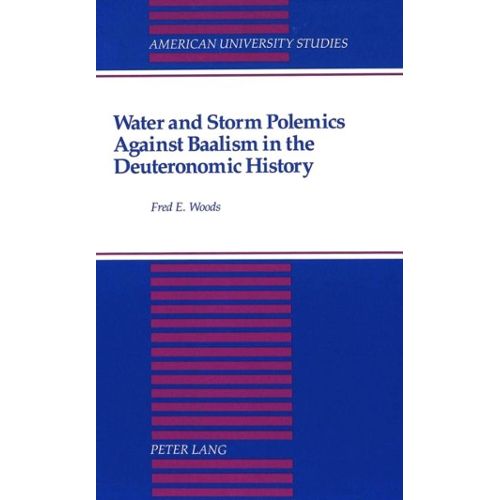 AMERICAN UNIVERSITY STUDIES
Water and Storm Polemics
Against Baalism in the
Deuteronomic History
Fred E. Woods
PETER LANG